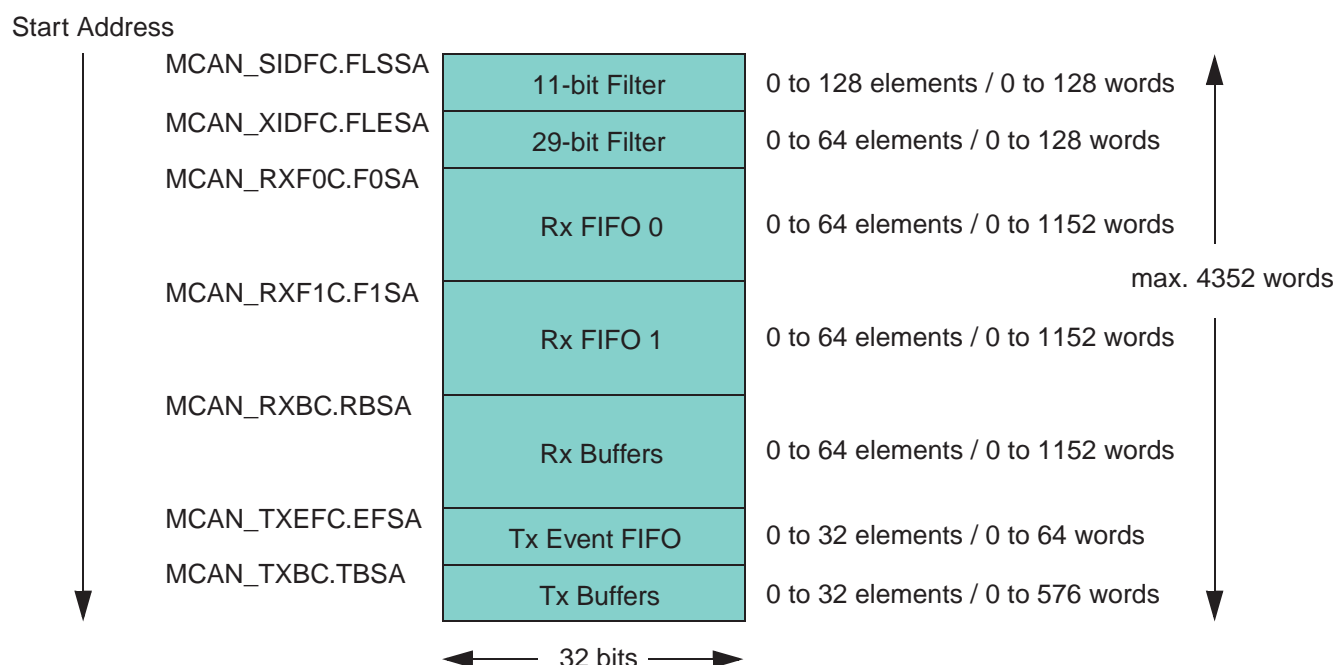 Start Address
MCAN_SIDFC.FLSSA
11-bit Filter
0 to 128 elements / 0 to 128 words
MCAN_XIDFC.FLESA
29-bit Filter
0 to 64 elements / 0 to 128 words
MCAN_RXF0C.F0SA
Rx FIFO 0
0 to 64 elements / 0 to 1152 words
max. 4352 words
MCAN_RXF1C.F1SA
Rx FIFO 1
0 to 64 elements / 0 to 1152 words
MCAN_RXBC.RBSA
Rx Buffers
0 to 64 elements / 0 to 1152 words
MCAN_TXEFC.EFSA
Tx Event FIFO
0 to 32 elements / 0 to 64 words
MCAN_TXBC.TBSA
Tx Buffers
0 to 32 elements / 0 to 576 words
32 bits